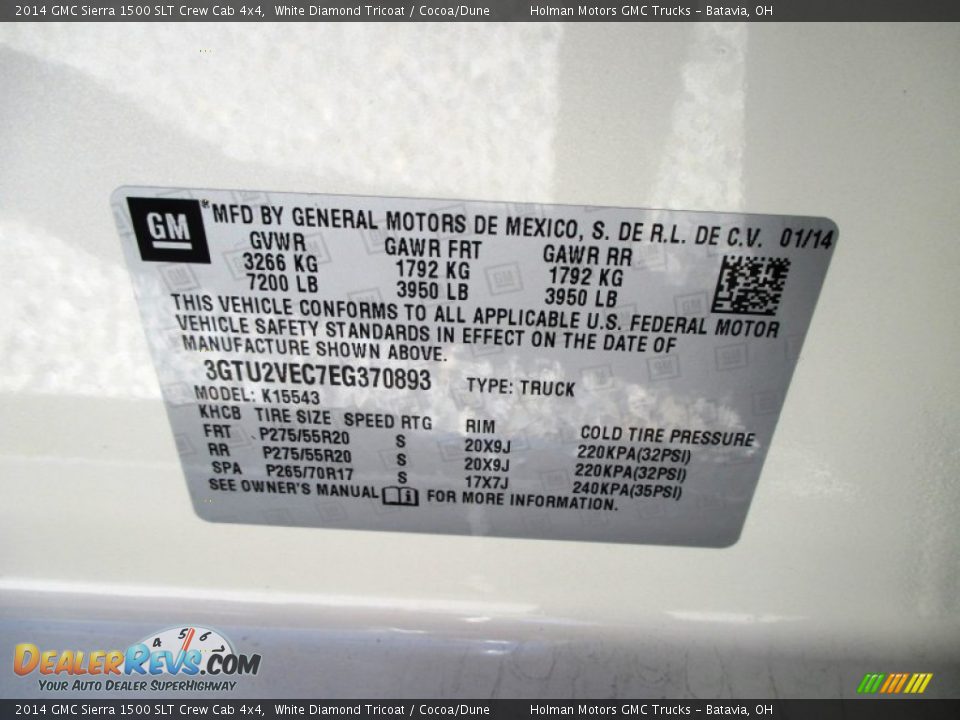 2014 GMC Sierra 1500 SLT Crew Cab 4x4,  White Diamond Tricoat / Cocoa/Dune  Holman Motors GMC Trucks - Batavia, OH
GM® MFD BY GENERAL MOTORS DE MEXICO, S. DE R.L. DE C.V. 01/14
GVWR GAWR FRT GAWR RR
3266 KG 1792 KG 1792 KG
7200 LB 3950 LB 3950 LB
THIS VEHICLE CONFORMS TO ALL APPLICABLE U.S. FEDERAL MOTOR
VEHICLE SAFETY STANDARDS IN EFFECT ON THE DATE OF
MANUFACTURE SHOWN ABOVE.
3GTU2VEC7EG370893 TYPE: TRUCK
MODEL: K15543
KHCB TIRE SIZE SPEED RTG RIM COLD TIRE PRESSURE
FRT P275/55R20 S 20X9J 220KPA(32PSI)
RR P275/55R20 S 20X9J 220KPA(32PSI)
SPA P265/70R17 S 17X7J 240KPA(35PSI)
SEE OWNER'S MANUAL FOR MORE INFORMATION.
4 5 6
DEALERREVS.COM
YOUR AUTO DEALER SUPERHIGHWAY
2014 GMC Sierra 1500 SLT Crew Cab 4x4,  White Diamond Tricoat / Cocoa/Dune  Holman Motors GMC Trucks - Batavia, OH